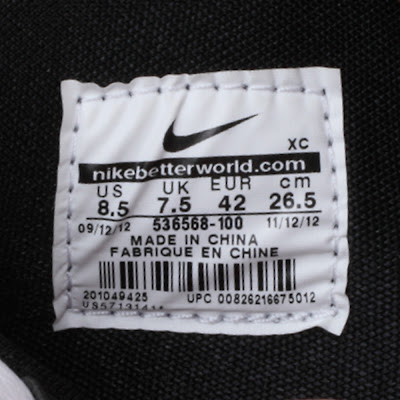 XC
nikebetterworld.com
US UK EUR cm
8.5 7.5 42 26.5
09/12/12 536568-100 11/12/12
MADE IN CHINA
FABRIQUE EN CHINE
201049425 UPC 00826216675012